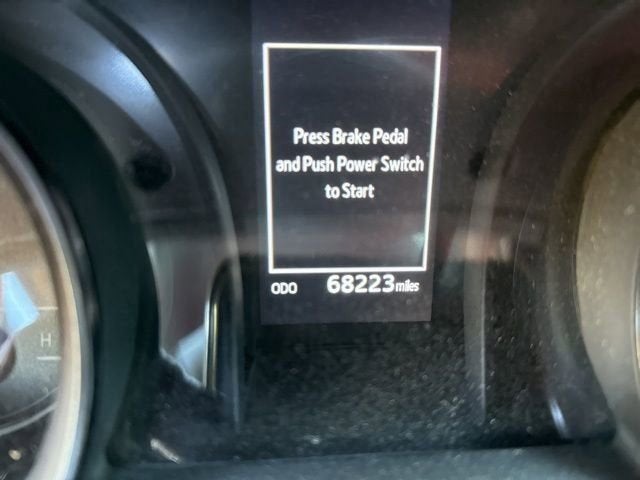 Press Brake Pedal
and Push Power Switch
to Start
ODO 68223 miles
H